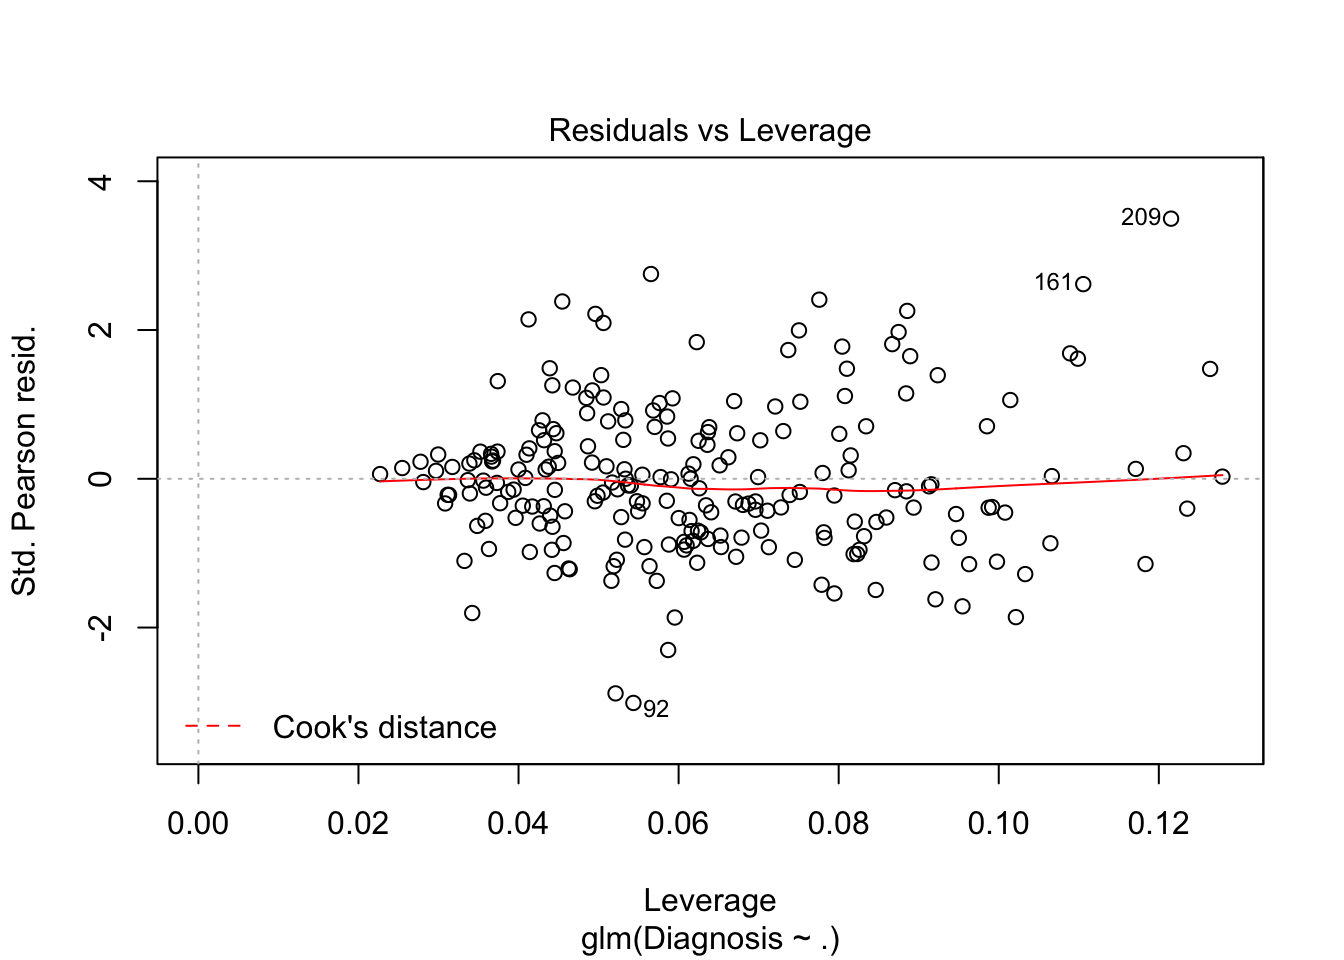 Residuals vs Leverage
Std. Pearson resid.
4
2
0
-2
209
161
92
Cook's distance
0.00 0.02 0.04 0.06 0.08 0.10 0.12
Leverage
glm(Diagnosis ~ .)